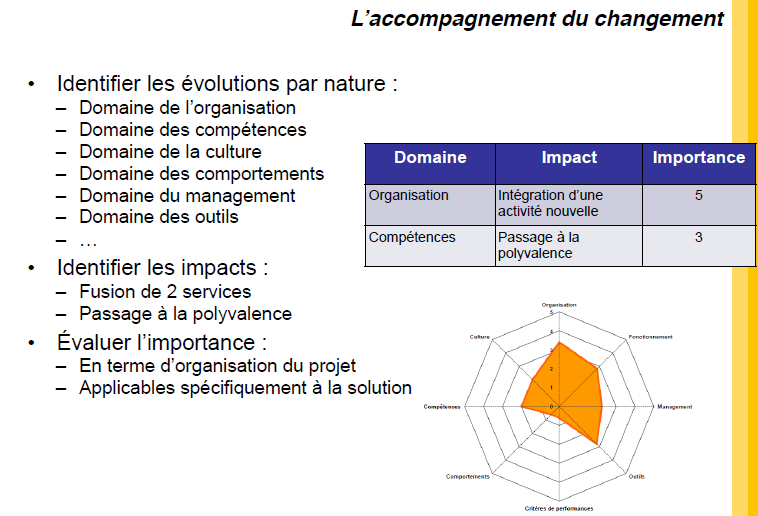 L’accompagnement du changement
• Identifier les évolutions par nature :
– Domaine de l’organisation
– Domaine des compétences
– Domaine de la culture
– Domaine des comportements
– Domaine du management
– Domaine des outils
– …
• Identifier les impacts :
– Fusion de 2 services
– Passage à la polyvalence
• Évaluer l’importance :
– En terme d’organisation du projet
– Applicables spécifiquement à la solution
Domaine Impact Importance
Organisation Intégration d’une activité nouvelle 5
Compétences Passage à la polyvalence 3
Organisation
5
4
3
2
1
0
Culture
Fonctionnement
Compétences
Management
Comportements
Outils
Critères de performances